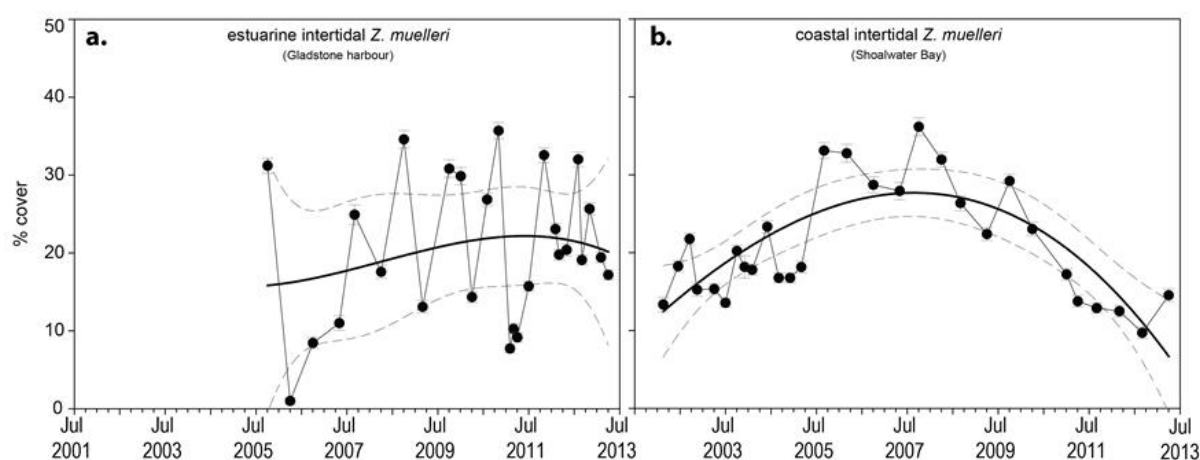 a.
estuarine intertidal Z. muelleri
(Gladstone harbour)
b.
coastal intertidal Z. muelleri
(Shoalwater Bay)
% cover
50
40
30
20
10
0
Jul Jul Jul Jul Jul Jul Jul Jul Jul Jul Jul Jul Jul
2001 2003 2005 2007 2009 2011 2013 2003 2005 2007 2009 2011 2013